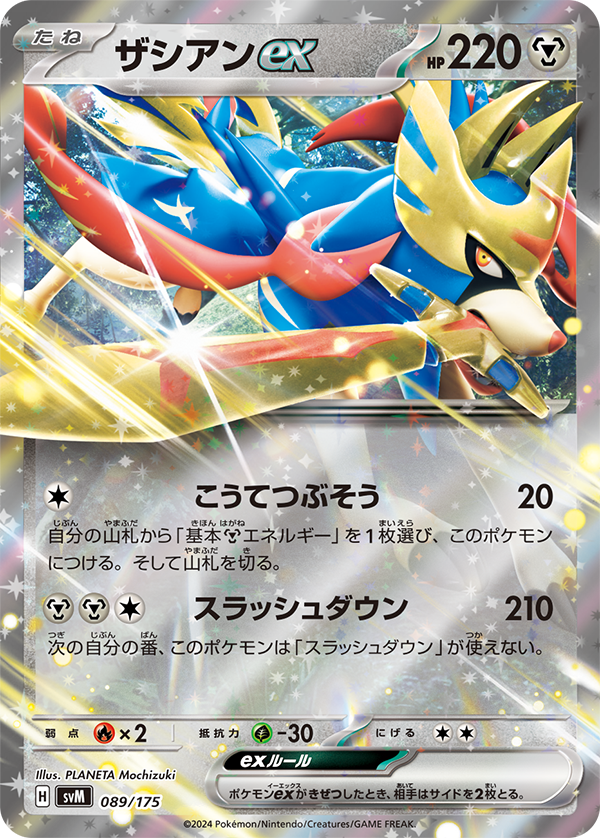 たね ザシアンex HP 220
こうてつぶそう 20
自分の山札から「基本エネルギー」を1枚選び、このポケモン
につける。そして山札を切る。
スラッシュダウン 210
次の自分の番、このポケモンは「スラッシュダウン」が使えない。
弱点 ×2 抵抗力 -30 にげる
exルール
ポケモンexがきぜつしたとき、相手はサイドを2枚とる。
Illus. PLANETA Mochizuki
H svM 089/175
©2024 Pokémon/Nintendo/Creatures/GAME FREAK.